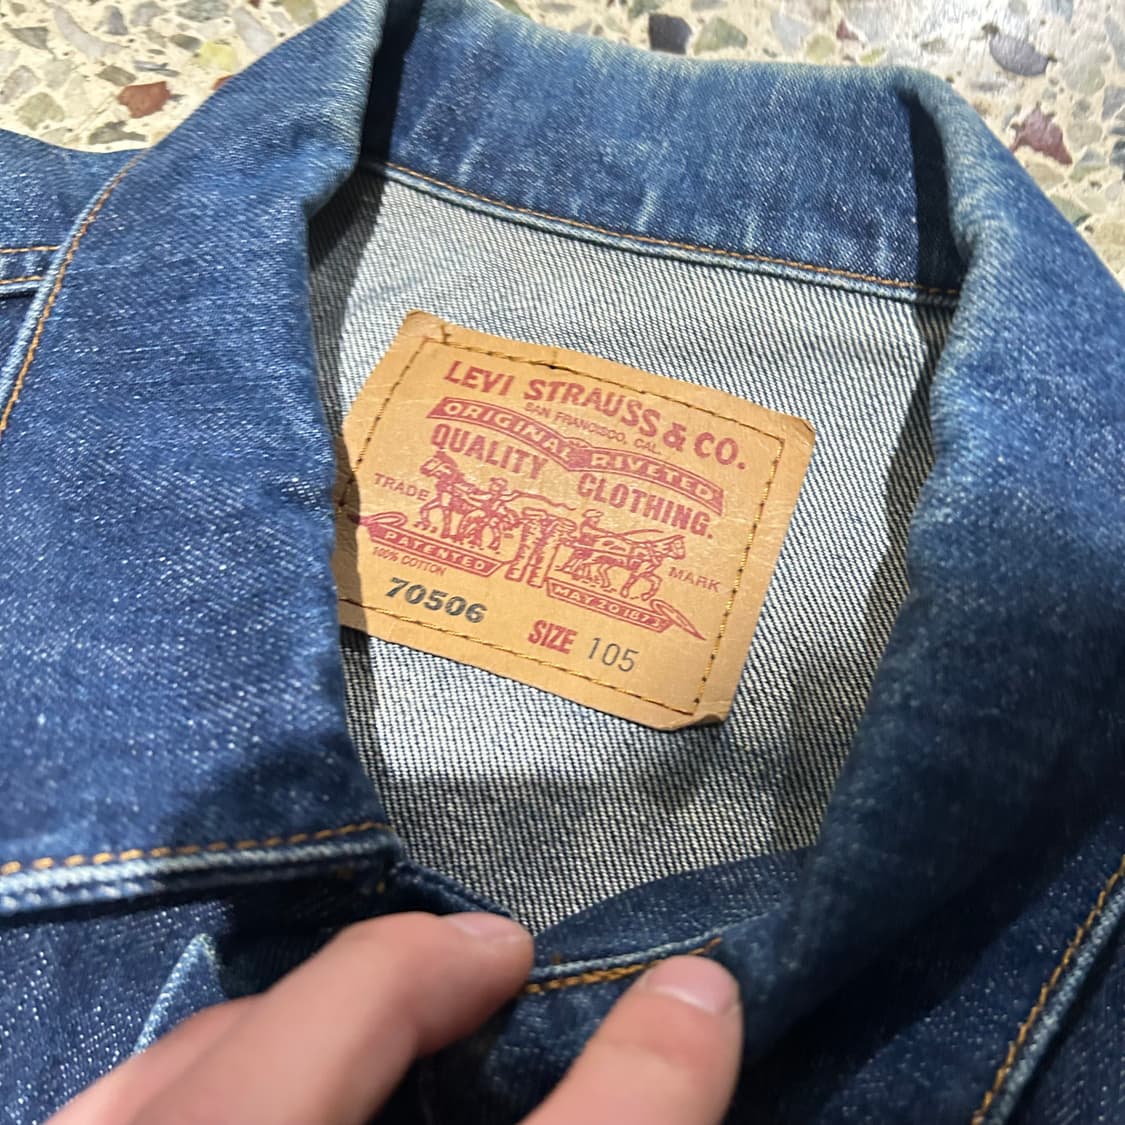 LEVI STRAUSS & CO.
SAN FRANCISCO, CAL.
ORIGINAL RIVETED
QUALITY CLOTHING.
TRADE MARK
PATENTED MAY 20 1873
100% COTTON
70506
SIZE 105